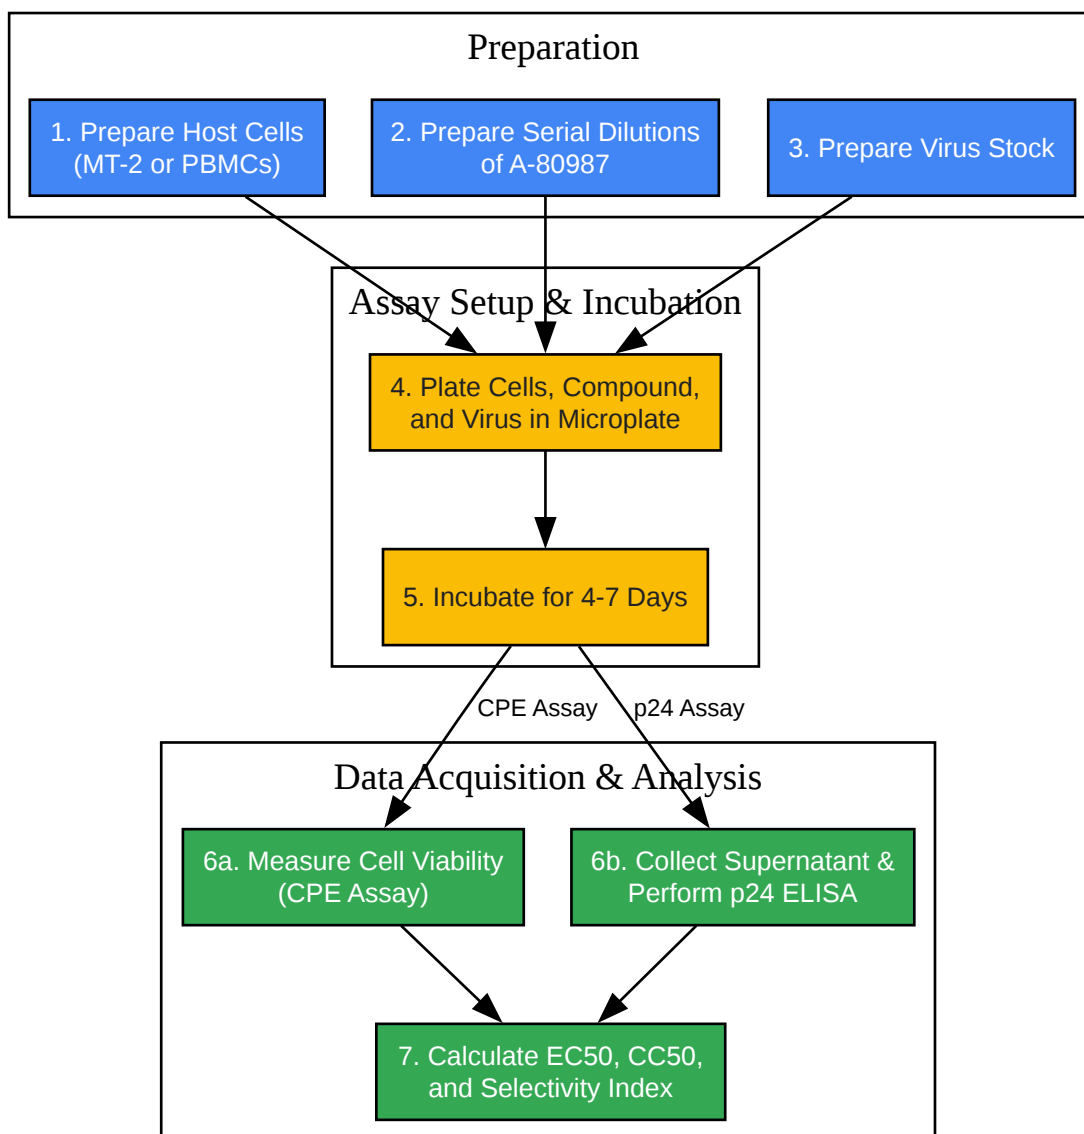 Preparation
1. Prepare Host Cells
(MT-2 or PBMCs)
2. Prepare Serial Dilutions
of A-80987
3. Prepare Virus Stock
Assay Setup & Incubation
4. Plate Cells, Compound,
and Virus in Microplate
5. Incubate for 4-7 Days
CPE Assay
p24 Assay
Data Acquisition & Analysis
6a. Measure Cell Viability
(CPE Assay)
6b. Collect Supernatant &
Perform p24 ELISA
7. Calculate EC50, CC50,
and Selectivity Index